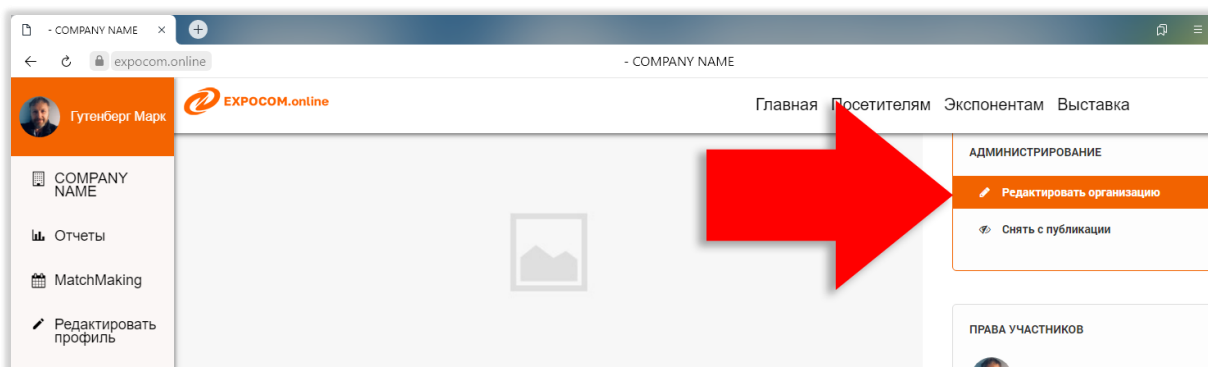 - COMPANY NAME
expocom.online
- COMPANY NAME
Гутенберг Марк
EXPOCOM.online
Главная Посетителям Экспонентам Выставка
COMPANY
NAME
Отчеты
MatchMaking
Редактировать
профиль
АДМИНИСТРИРОВАНИЕ
Редактировать организацию
Снять с публикации
ПРАВА УЧАСТНИКОВ